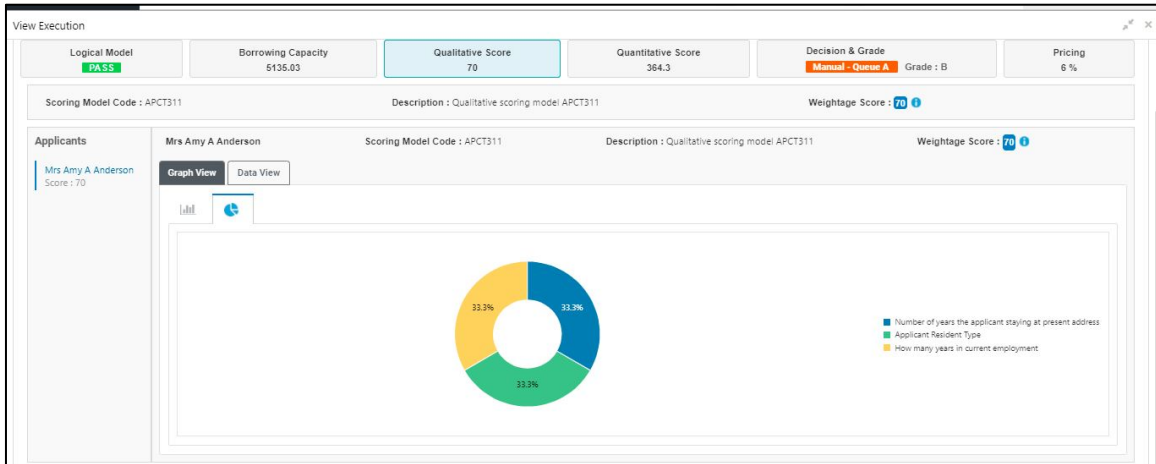 View Execution
Logical Model
PASS
Borrowing Capacity
5135.03
Qualitative Score
70
Quantitative Score
364.3
Decision & Grade
Manual - Queue A Grade : B
Pricing
6 %
Scoring Model Code : APCT311 Description : Qualitative scoring model APCT311 Weightage Score : 70
Applicants
Mrs Amy A Anderson
Score : 70
Mrs Amy A Anderson Scoring Model Code : APCT311 Description : Qualitative scoring model APCT311 Weightage Score : 70
Graph View Data View
33.3% 33.3%
33.3%
Number of years the applicant staying at present address
Applicant Resident Type
How many years in current employment